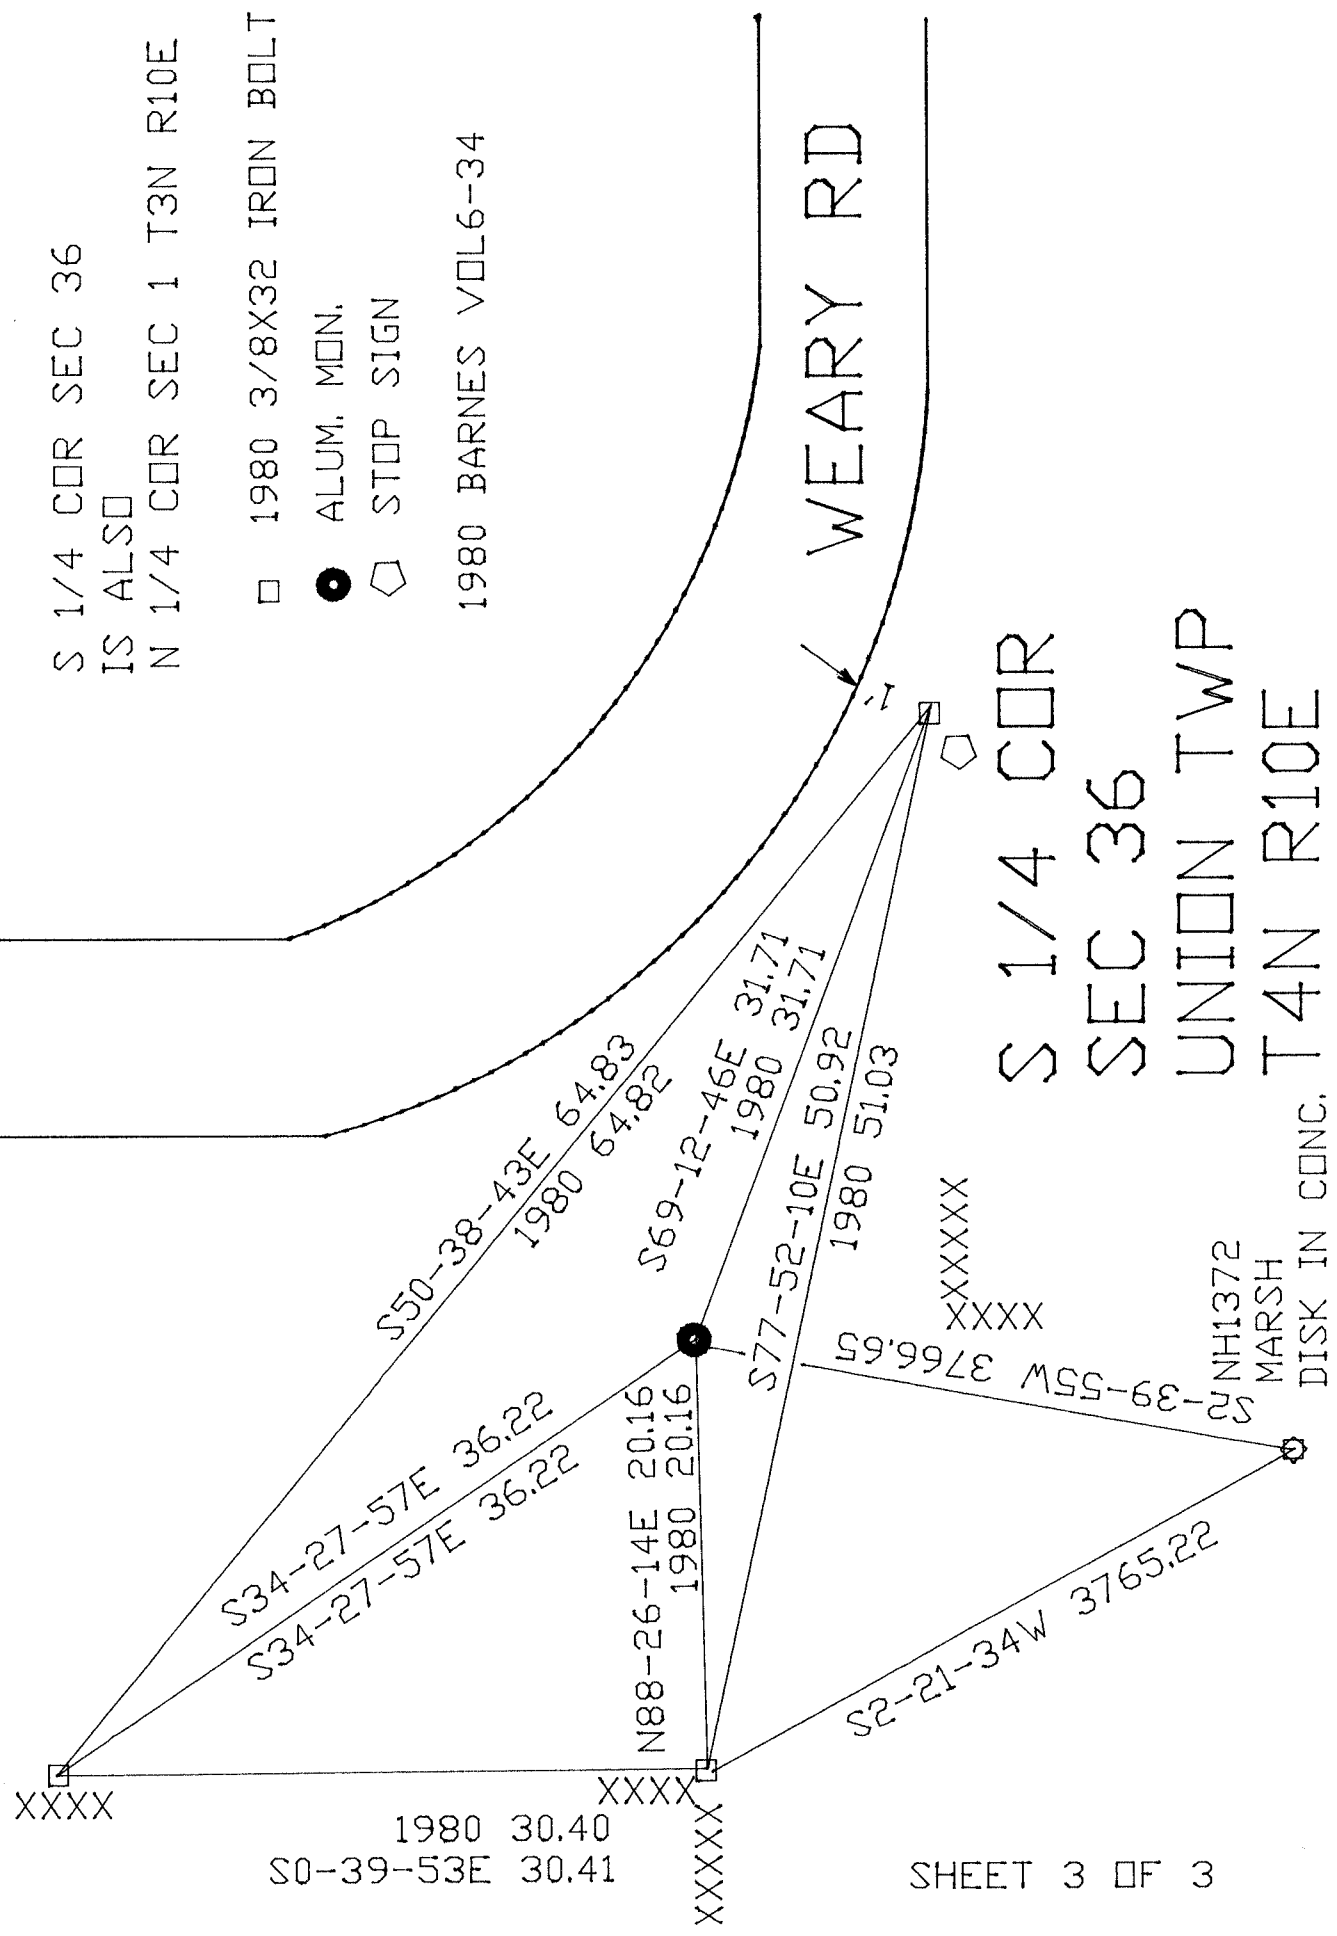 S 1/4 COR SEC 36
IS ALSO
N 1/4 COR SEC 1 T3N R10E
1980 3/8X32 IRON BOLT
ALUM. MON.
STOP SIGN
1980 BARNES VOL6-34
WEARY RD
1'
S50-38-43E 64.83
1980 64.82
S69-12-46E 31.71
1980 31.71
S77-52-10E 50.92
1980 51.03
S34-27-57E 36.22
S34-27-57E 36.22
N88-26-14E 20.16
1980 20.16
S2-39-55W 3766.65
S2-21-34W 3765.22
XXXX
XXXX
XXXXX
1980 30.40
S0-39-53E 30.41
XXXXX
XXXX
NH1372
MARSH
DISK IN CONC.
S 1/4 COR
SEC 36
UNION TWP
T4N R10E
SHEET 3 OF 3